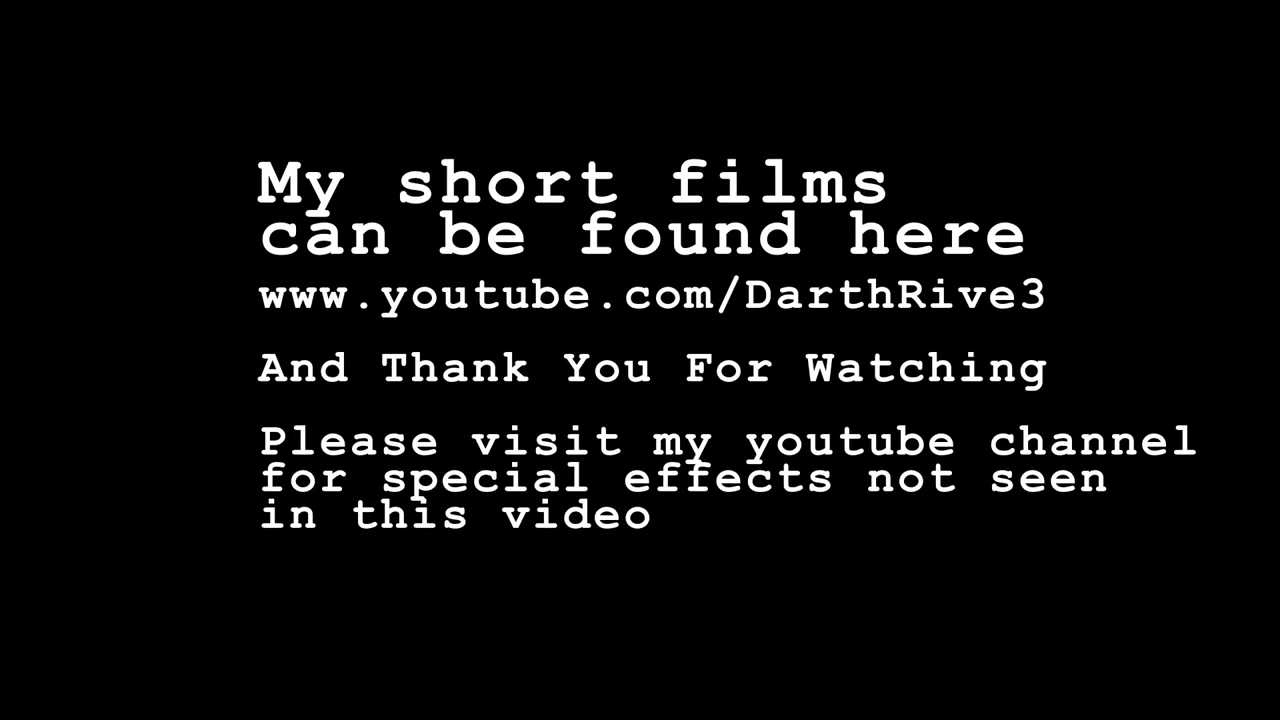 My short films
can be found here
www.youtube.com/DarthRive3
And Thank You For Watching
Please visit my youtube channel
for special effects not seen
in this video